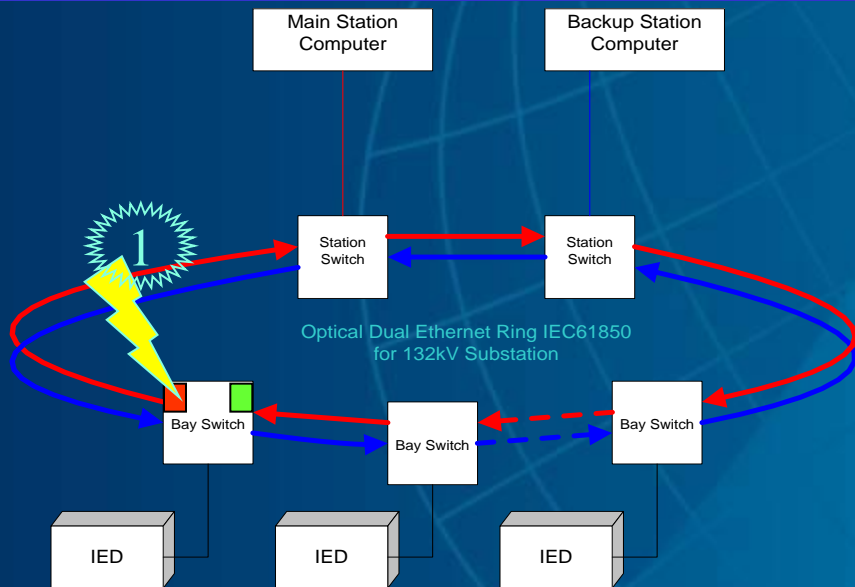 Main Station
Computer
Backup Station
Computer
1
Station
Switch
Station
Switch
Optical Dual Ethernet Ring IEC61850
for 132kV Substation
Bay Switch
Bay Switch
Bay Switch
IED
IED
IED